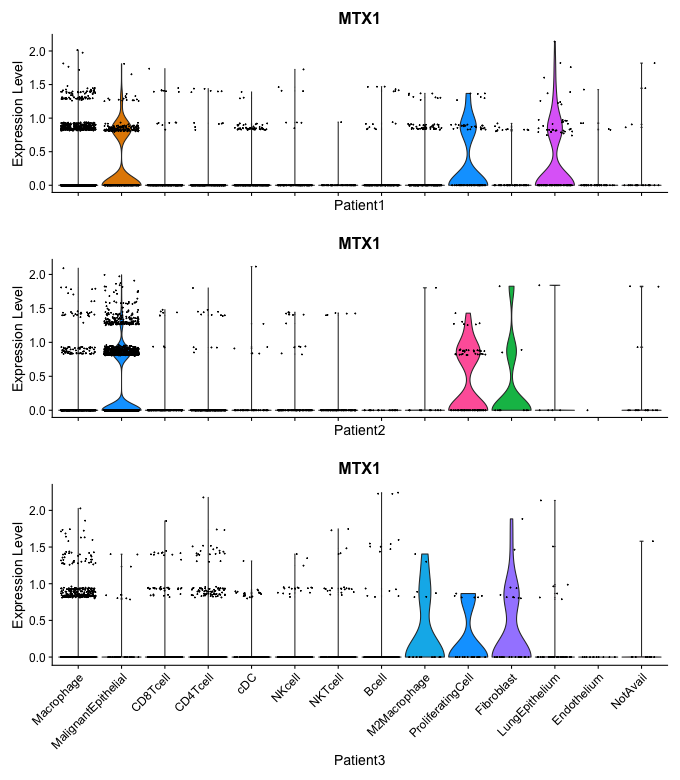 MTX1
Expression Level
2.0
1.5
1.0
0.5
0.0
Patient1
MTX1
Expression Level
2.0
1.5
1.0
0.5
0.0
Patient2
MTX1
Expression Level
2.0
1.5
1.0
0.5
0.0
Macrophage
MalignantEpithelial
CD8Tcell
CD4Tcell
cDC
NKcell
NKTcell
Bcell
M2Macrophage
ProliferatingCell
Fibroblast
LungEpithelium
Endothelium
NotAvail
Patient3